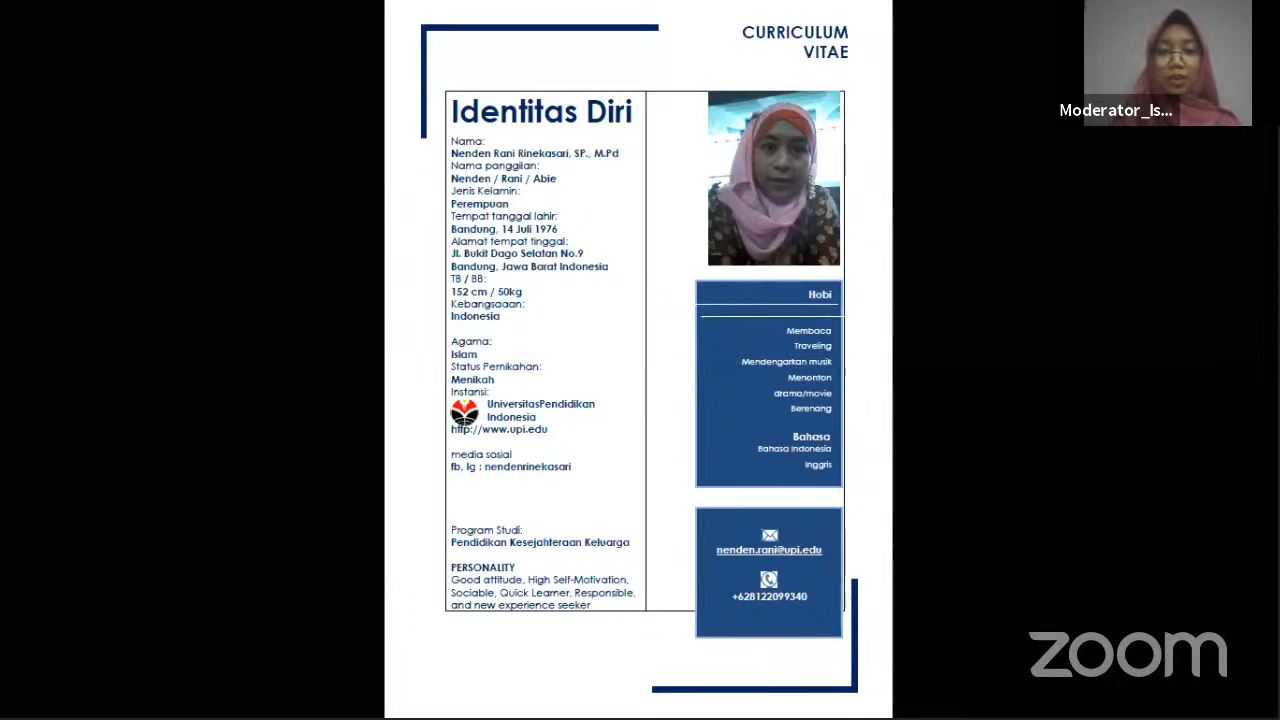 CURRICULUM
VITAE
Moderator_Is...
Identitas Diri
Nama:
Nenden Rani Rinekasari, SP., M.Pd
Nama panggilan:
Nenden / Rani / Abie
Jenis Kelamin:
Perempuan
Tempat tanggal lahir:
Bandung, 14 Juli 1976
Alamat tempat tinggal:
Jl. Bukit Dago Selatan No.9
Bandung, Jawa Barat Indonesia
TB / BB:
152 cm / 50kg
Kebangsaaan:
Indonesia
Agama:
Islam
Status Pernikahan:
Menikah
Instansi:
UniversitasPendidikan
Indonesia
http://www.upi.edu
media sosial
fb, Ig : nendenrinekasari
Program Studi:
Pendidikan Kesejahteraan Keluarga
PERSONALITY
Good attitude, High Self-Motivation,
Sociable, Quick Learner, Responsible,
and new experience seeker
Hobi
Membaca
Traveling
Mendengarkan musik
Menonton
drama/movie
Berenang
Bahasa
Bahasa Indonesia
Inggris
nenden.rani@upi.edu
+628122099340
zoom